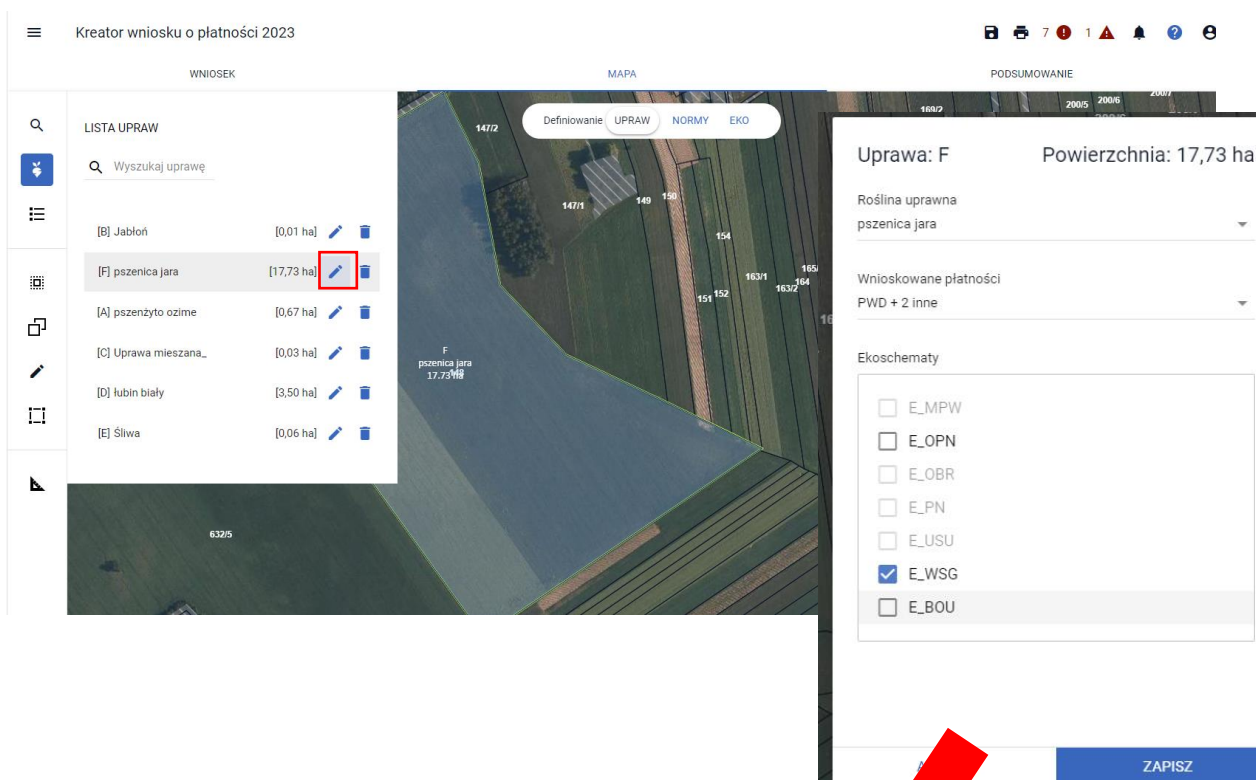 Kreator wniosku o płatności 2023
7 1
WNIOSEK MAPA PODSUMOWANIE
LISTA UPRAW
Wyszukaj uprawę
[B] Jabłoń [0,01 ha]
[F] pszenica jara [17,73 ha]
[A] pszenżyto ozime [0,67 ha]
[C] Uprawa mieszana_ [0,03 ha]
[D] łubin biały [3,50 ha]
[E] Śliwa [0,06 ha]
Definiowanie UPRAW NORMY EKO
147/2
169/2
200/5 200/6
147/1
149
150
154
163/1
163/2
164
151
152
F
pszenica jara
17.73
632/5
Uprawa: F Powierzchnia: 17,73 ha
Roślina uprawna
pszenica jara
Wnioskowane płatności
PWD + 2 inne
Ekoschematy
E_MPW
E_OPN
E_OBR
E_PN
E_USU
E_WSG
E_BOU
ZAPISZ